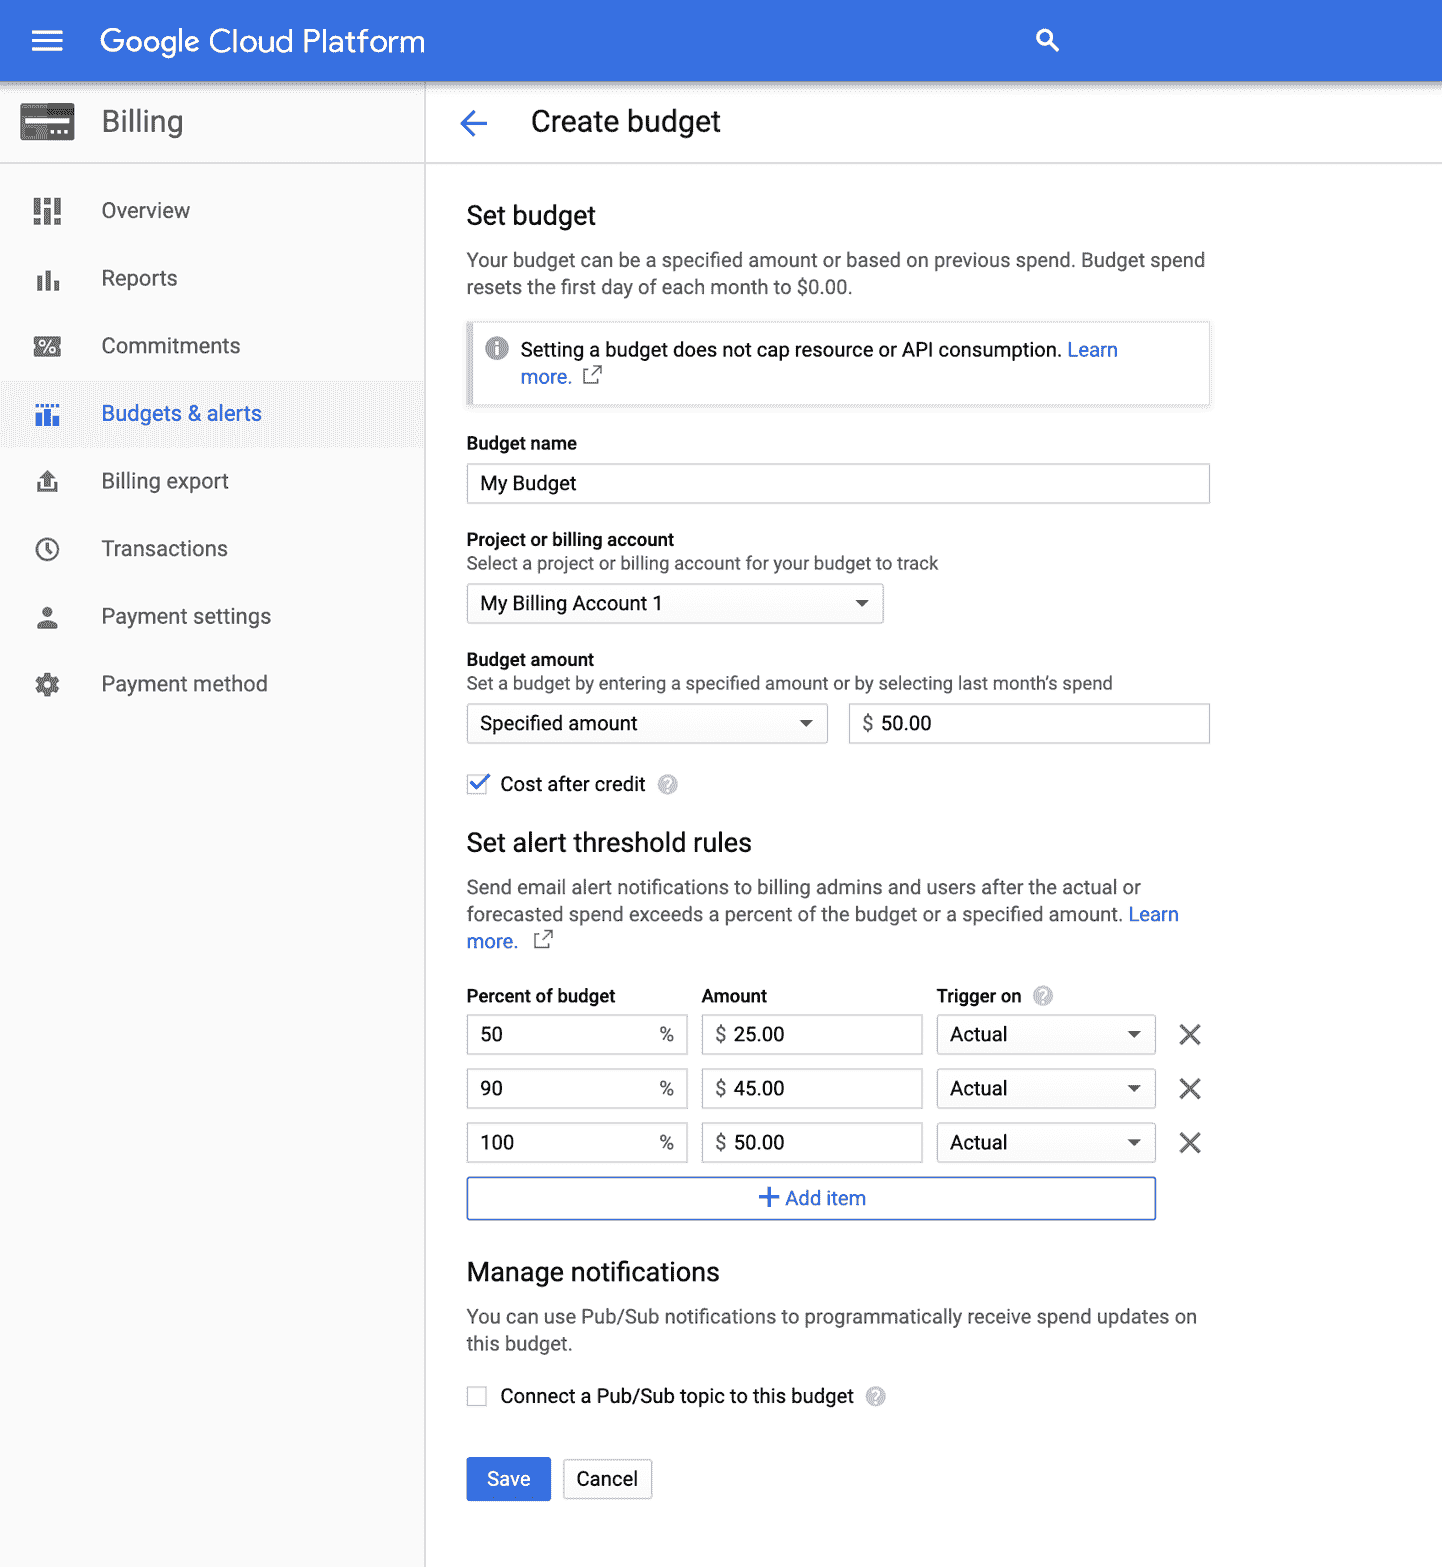 Google Cloud Platform
Billing
Create budget
Overview
Reports
Commitments
Budgets & alerts
Billing export
Transactions
Payment settings
Payment method
Set budget
Your budget can be a specified amount or based on previous spend. Budget spend
resets the first day of each month to $0.00.
Setting a budget does not cap resource or API consumption. Learn
more.
Budget name
My Budget
Project or billing account
Select a project or billing account for your budget to track
My Billing Account 1
Budget amount
Set a budget by entering a specified amount or by selecting last month's spend
Specified amount $ 50.00
Cost after credit
Set alert threshold rules
Send email alert notifications to billing admins and users after the actual or
forecasted spend exceeds a percent of the budget or a specified amount. Learn
more.
Percent of budget Amount Trigger on
50 % $ 25.00 Actual
90 % $ 45.00 Actual
100 % $ 50.00 Actual
+ Add item
Manage notifications
You can use Pub/Sub notifications to programmatically receive spend updates on
this budget.
Connect a Pub/Sub topic to this budget
Save Cancel